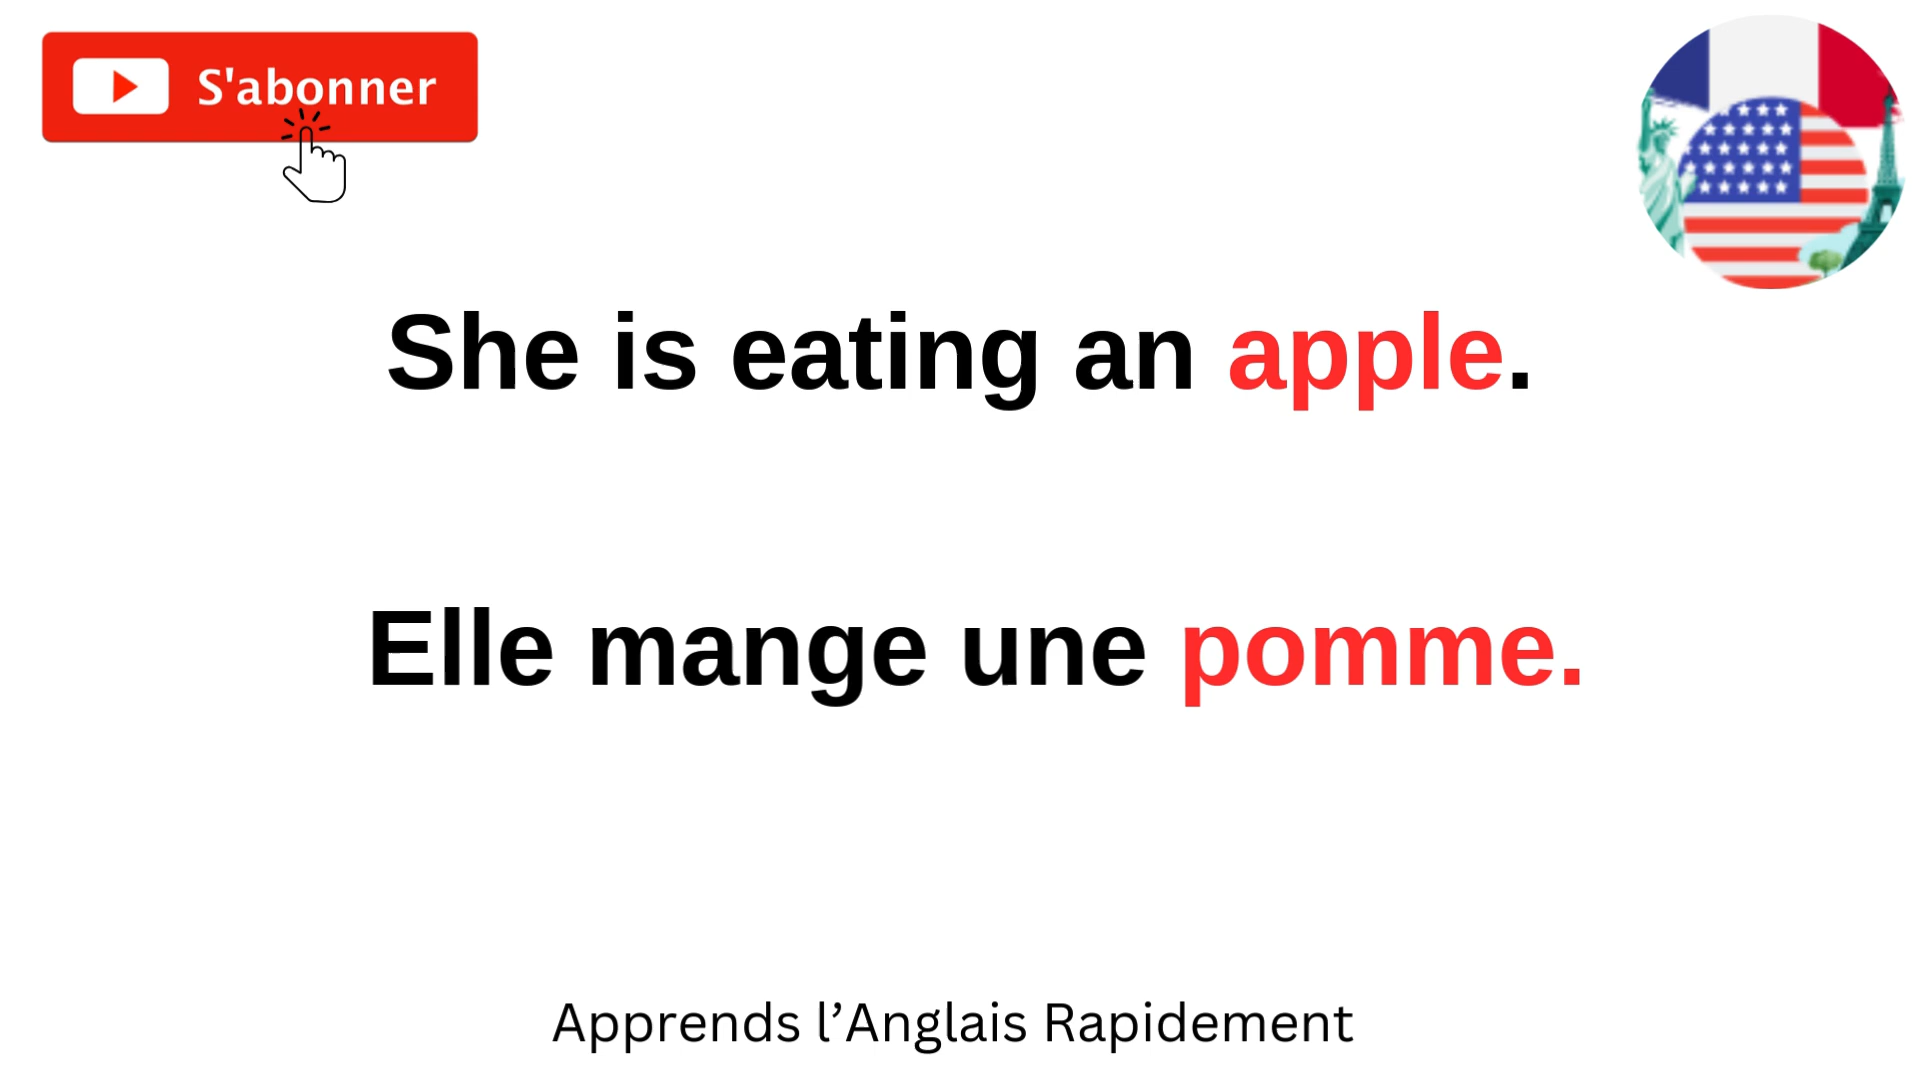 S'abonner
She is eating an apple.
Elle mange une pomme.
Apprends l’Anglais Rapidement